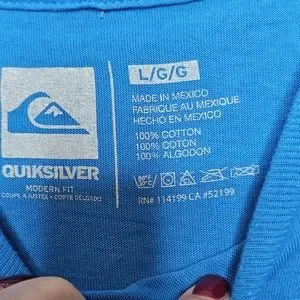 L/G/G
MADE IN MEXICO
FABRIQUE AU MEXIQUE
HECHO EN MEXICO
100% COTTON
100% COTON
100% ALGODON
QUIKSILVER
MODERN FIT
COUPE AJUSTÉE • CORTE DELGADO
RN# 114199 CA #52199